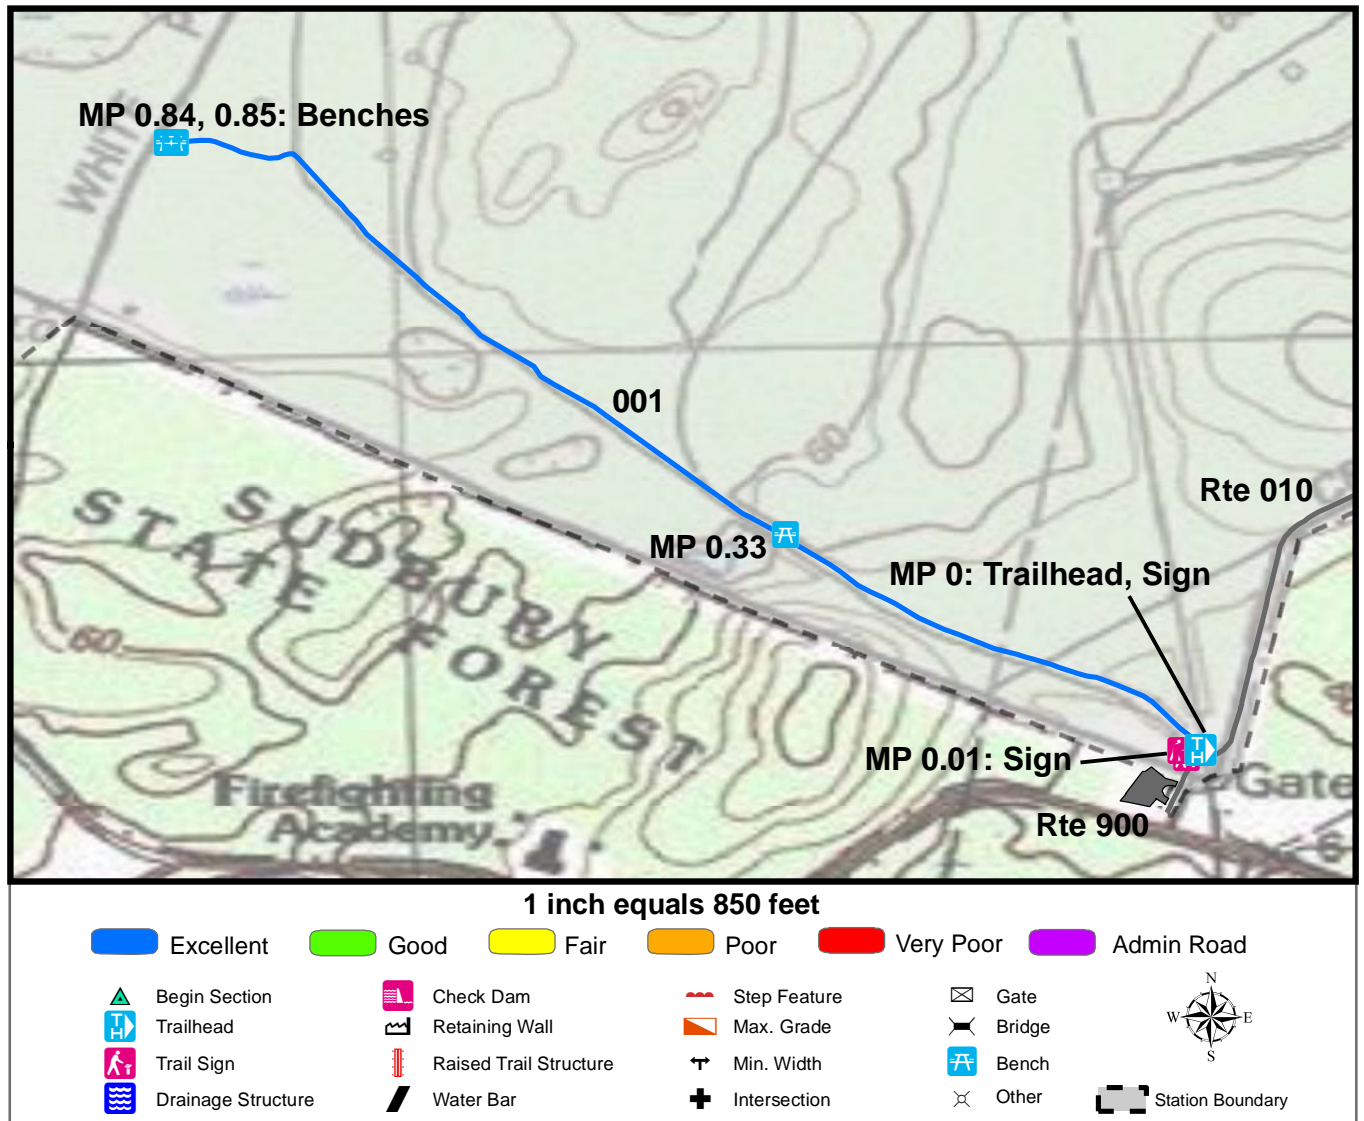 MP 0.84, 0.85: Benches
WHITE
001
60
Rte 010
MP 0.33
MP 0: Trailhead, Sign
SUDBURY
STATE FOREST
60
MP 0.01: Sign
Gate
Firefighting
Academy
Rte 900
1 inch equals 850 feet
Excellent Good Fair Poor Very Poor Admin Road
Begin Section Check Dam Step Feature Gate
Trailhead Retaining Wall Max. Grade Bridge
Trail Sign Raised Trail Structure Min. Width Bench
Drainage Structure Water Bar Intersection Other Station Boundary
N
W E
S
TH